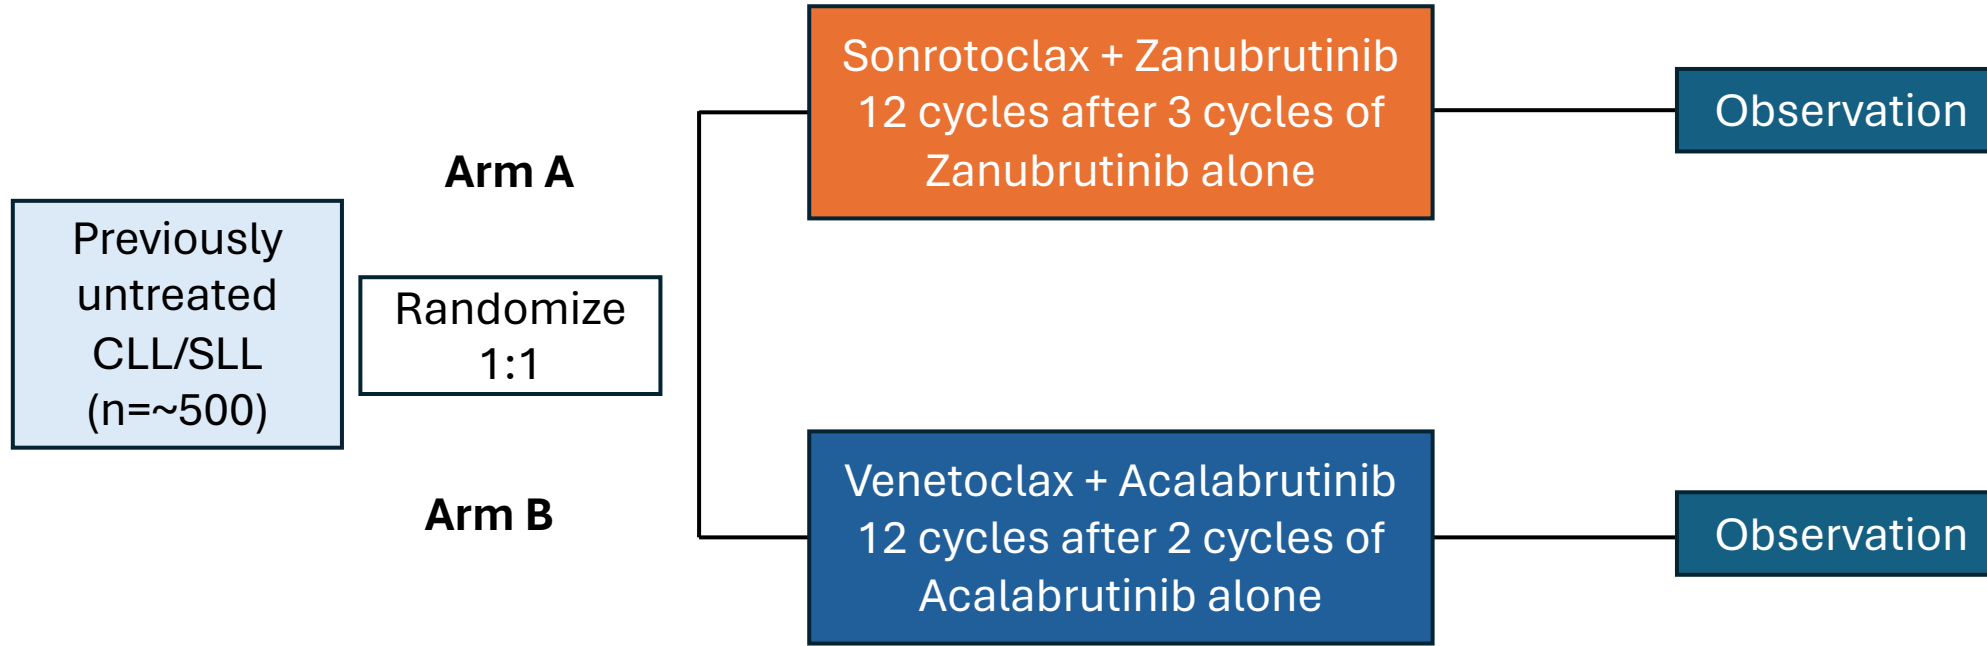 Previously
untreated
CLL/SLL
(n=~500)
Randomize
1:1
Arm A
Sonrotoclax + Zanubrutinib
12 cycles after 3 cycles of
Zanubrutinib alone
Observation
Arm B
Venetoclax + Acalabrutinib
12 cycles after 2 cycles of
Acalabrutinib alone
Observation